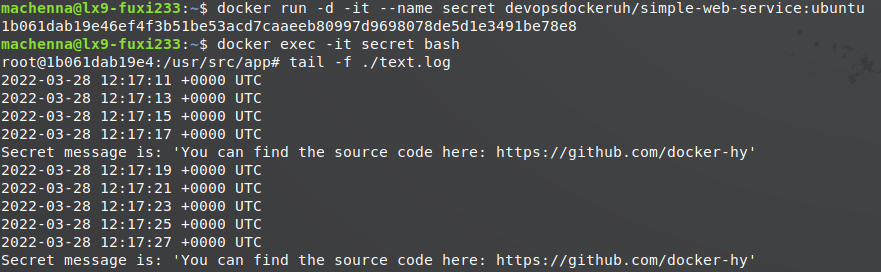 machenna@lx9-fuxi233:~$ docker run -d -it --name secret devopsdockeruh/simple-web-service:ubuntu
1b061dab19e46ef4f3b51be53acd7caaeeb80997d9698078de5d1e3491be78e8
machenna@lx9-fuxi233:~$ docker exec -it secret bash
root@1b061dab19e4:/usr/src/app# tail -f ./text.log
2022-03-28 12:17:11 +0000 UTC
2022-03-28 12:17:13 +0000 UTC
2022-03-28 12:17:15 +0000 UTC
2022-03-28 12:17:17 +0000 UTC
Secret message is: 'You can find the source code here: https://github.com/docker-hy'
2022-03-28 12:17:19 +0000 UTC
2022-03-28 12:17:21 +0000 UTC
2022-03-28 12:17:23 +0000 UTC
2022-03-28 12:17:25 +0000 UTC
2022-03-28 12:17:27 +0000 UTC
Secret message is: 'You can find the source code here: https://github.com/docker-hy'